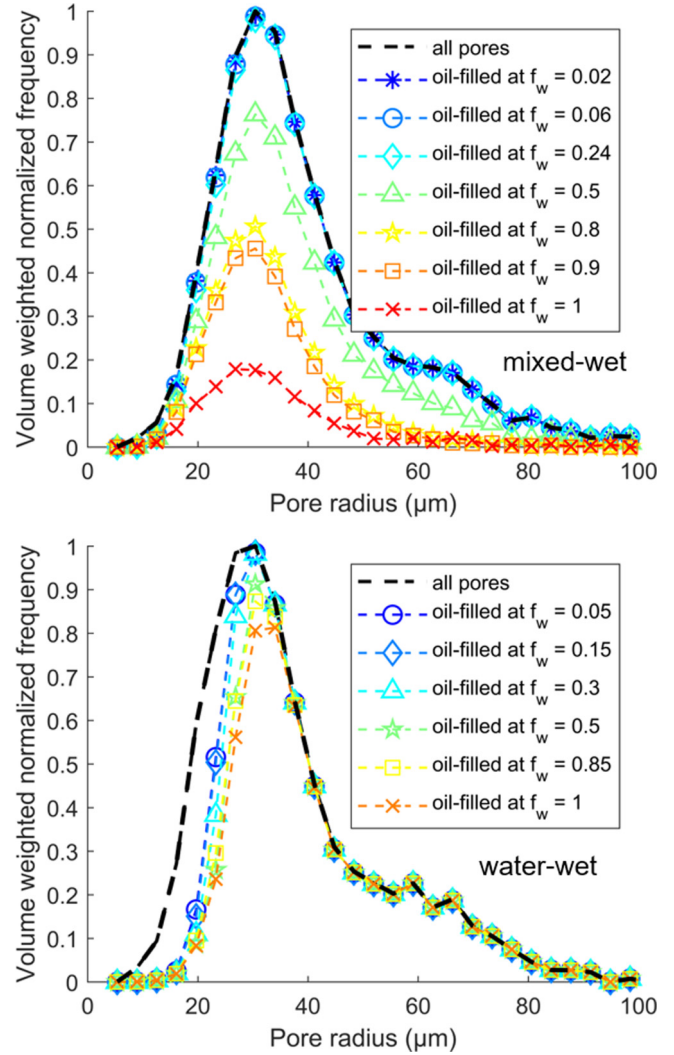 Volume weighted normalized frequency
1
0.9
0.8
0.7
0.6
0.5
0.4
0.3
0.2
0.1
0
all pores
oil-filled at f_w = 0.02
oil-filled at f_w = 0.06
oil-filled at f_w = 0.24
oil-filled at f_w = 0.5
oil-filled at f_w = 0.8
oil-filled at f_w = 0.9
oil-filled at f_w = 1
mixed-wet
0 20 40 60 80 100
Pore radius (μm)
Volume weighted normalized frequency
1
0.9
0.8
0.7
0.6
0.5
0.4
0.3
0.2
0.1
0
all pores
oil-filled at f_w = 0.05
oil-filled at f_w = 0.15
oil-filled at f_w = 0.3
oil-filled at f_w = 0.5
oil-filled at f_w = 0.85
oil-filled at f_w = 1
water-wet
0 20 40 60 80 100
Pore radius (μm)